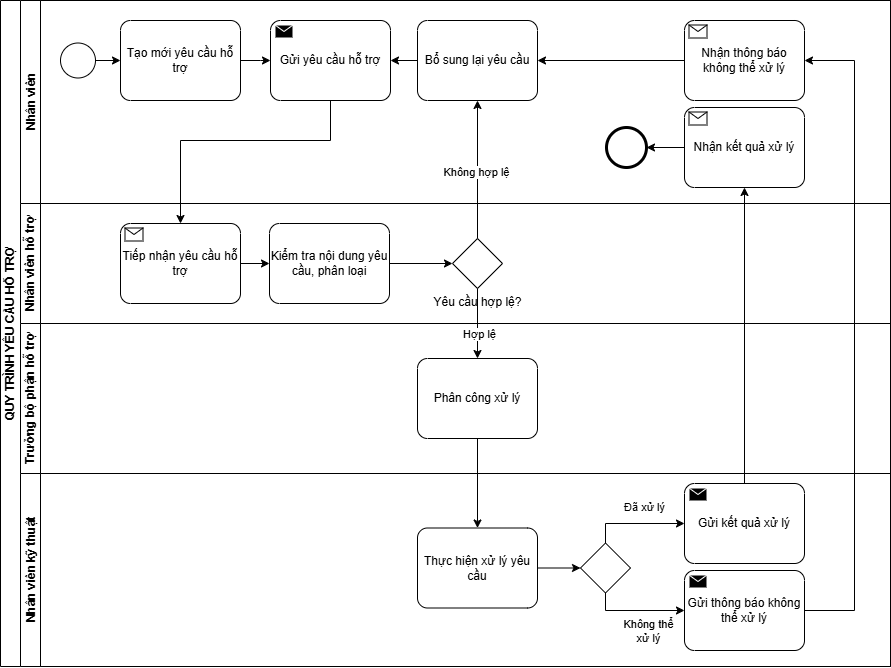 QUY TRÌNH YÊU CẦU HỖ TRỢ
Nhân viên
Tạo mới yêu cầu hỗ
trợ
Gửi yêu cầu hỗ trợ
Bổ sung lại yêu cầu
Nhận thông báo
không thể xử lý
Nhận kết quả xử lý
Không hợp lệ
Nhân viên hỗ trợ
Tiếp nhận yêu cầu hỗ
trợ
Kiểm tra nội dung yêu
cầu, phân loại
Yêu cầu hợp lệ?
Hợp lệ
Trưởng bộ phận hỗ trợ
Phân công xử lý
Nhân viên kỹ thuật
Thực hiện xử lý yêu
cầu
Đã xử lý
Gửi kết quả xử lý
Không thể
xử lý
Gửi thông báo không
thể xử lý